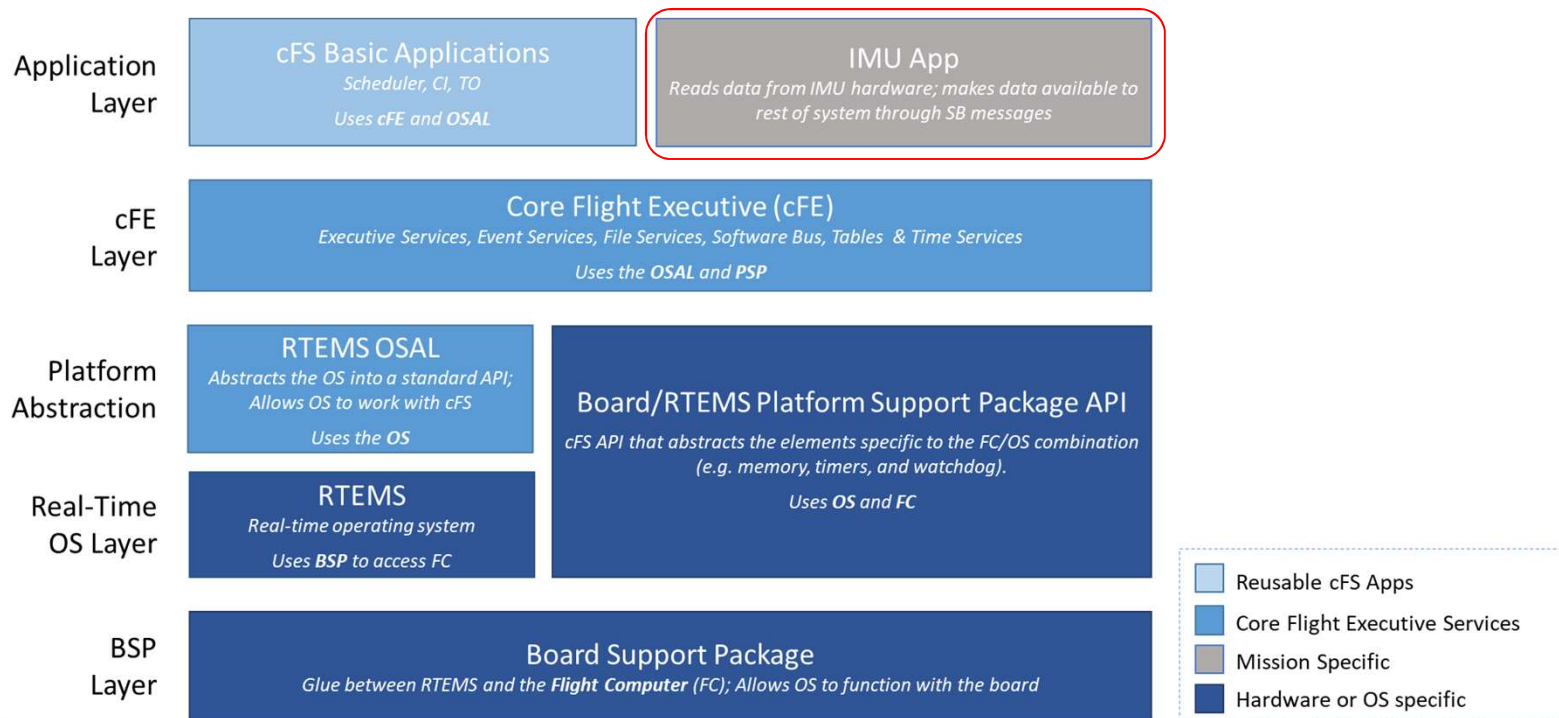 Application
Layer
cFS Basic Applications
Scheduler, CI, TO
Uses cFE and OSAL
IMU App
Reads data from IMU hardware; makes data available to
rest of system through SB messages
cFE
Layer
Core Flight Executive (cFE)
Executive Services, Event Services, File Services, Software Bus, Tables & Time Services
Uses the OSAL and PSP
Platform
Abstraction
RTEMS OSAL
Abstracts the OS into a standard API;
Allows OS to work with cFS
Uses the OS
Board/RTEMS Platform Support Package API
cFS API that abstracts the elements specific to the FC/OS combination
(e.g. memory, timers, and watchdog).
Uses OS and FC
Real-Time
OS Layer
RTEMS
Real-time operating system
Uses BSP to access FC
BSP
Layer
Board Support Package
Glue between RTEMS and the Flight Computer (FC); Allows OS to function with the board
Reusable cFS Apps
Core Flight Executive Services
Mission Specific
Hardware or OS specific